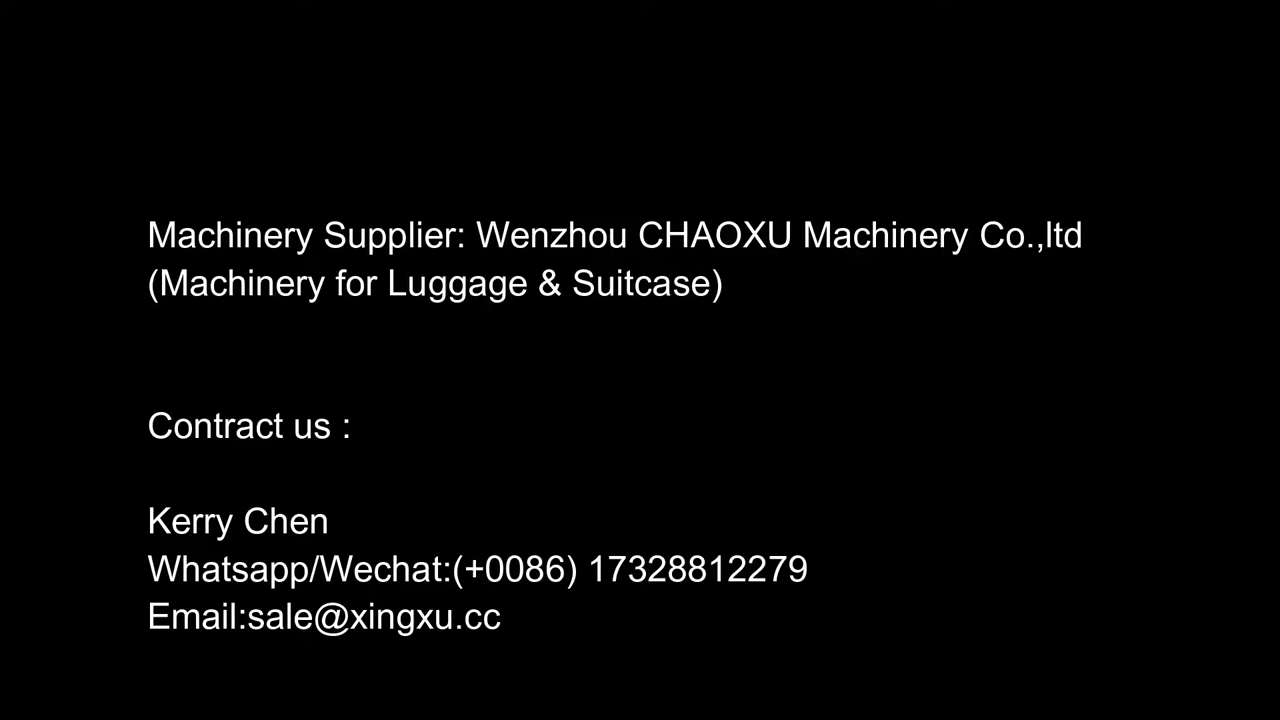 Machinery Supplier: Wenzhou CHAOXU Machinery Co.,ltd
(Machinery for Luggage & Suitcase)
Contract us :
Kerry Chen
Whatsapp/Wechat:(+0086) 17328812279
Email:sale@xingxu.cc